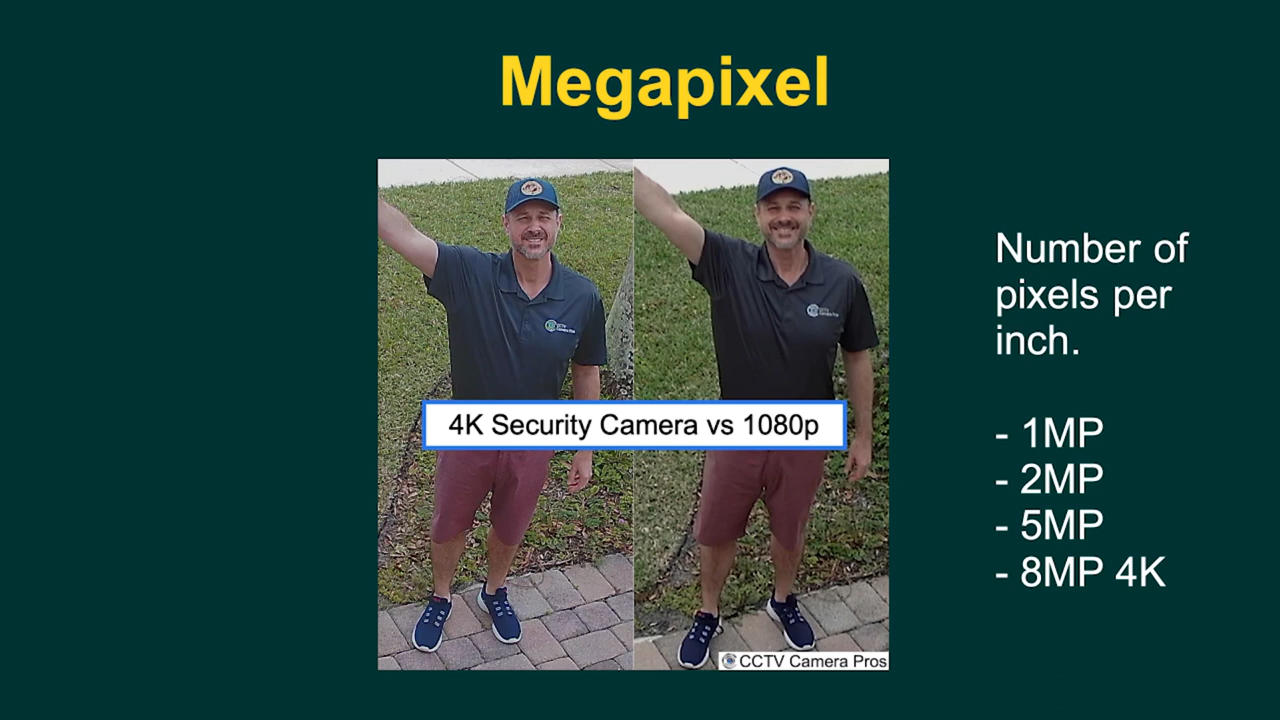 Megapixel
4K Security Camera vs 1080p
Number of
pixels per
inch.
- 1MP
- 2MP
- 5MP
- 8MP 4K
CCTV Camera Pros